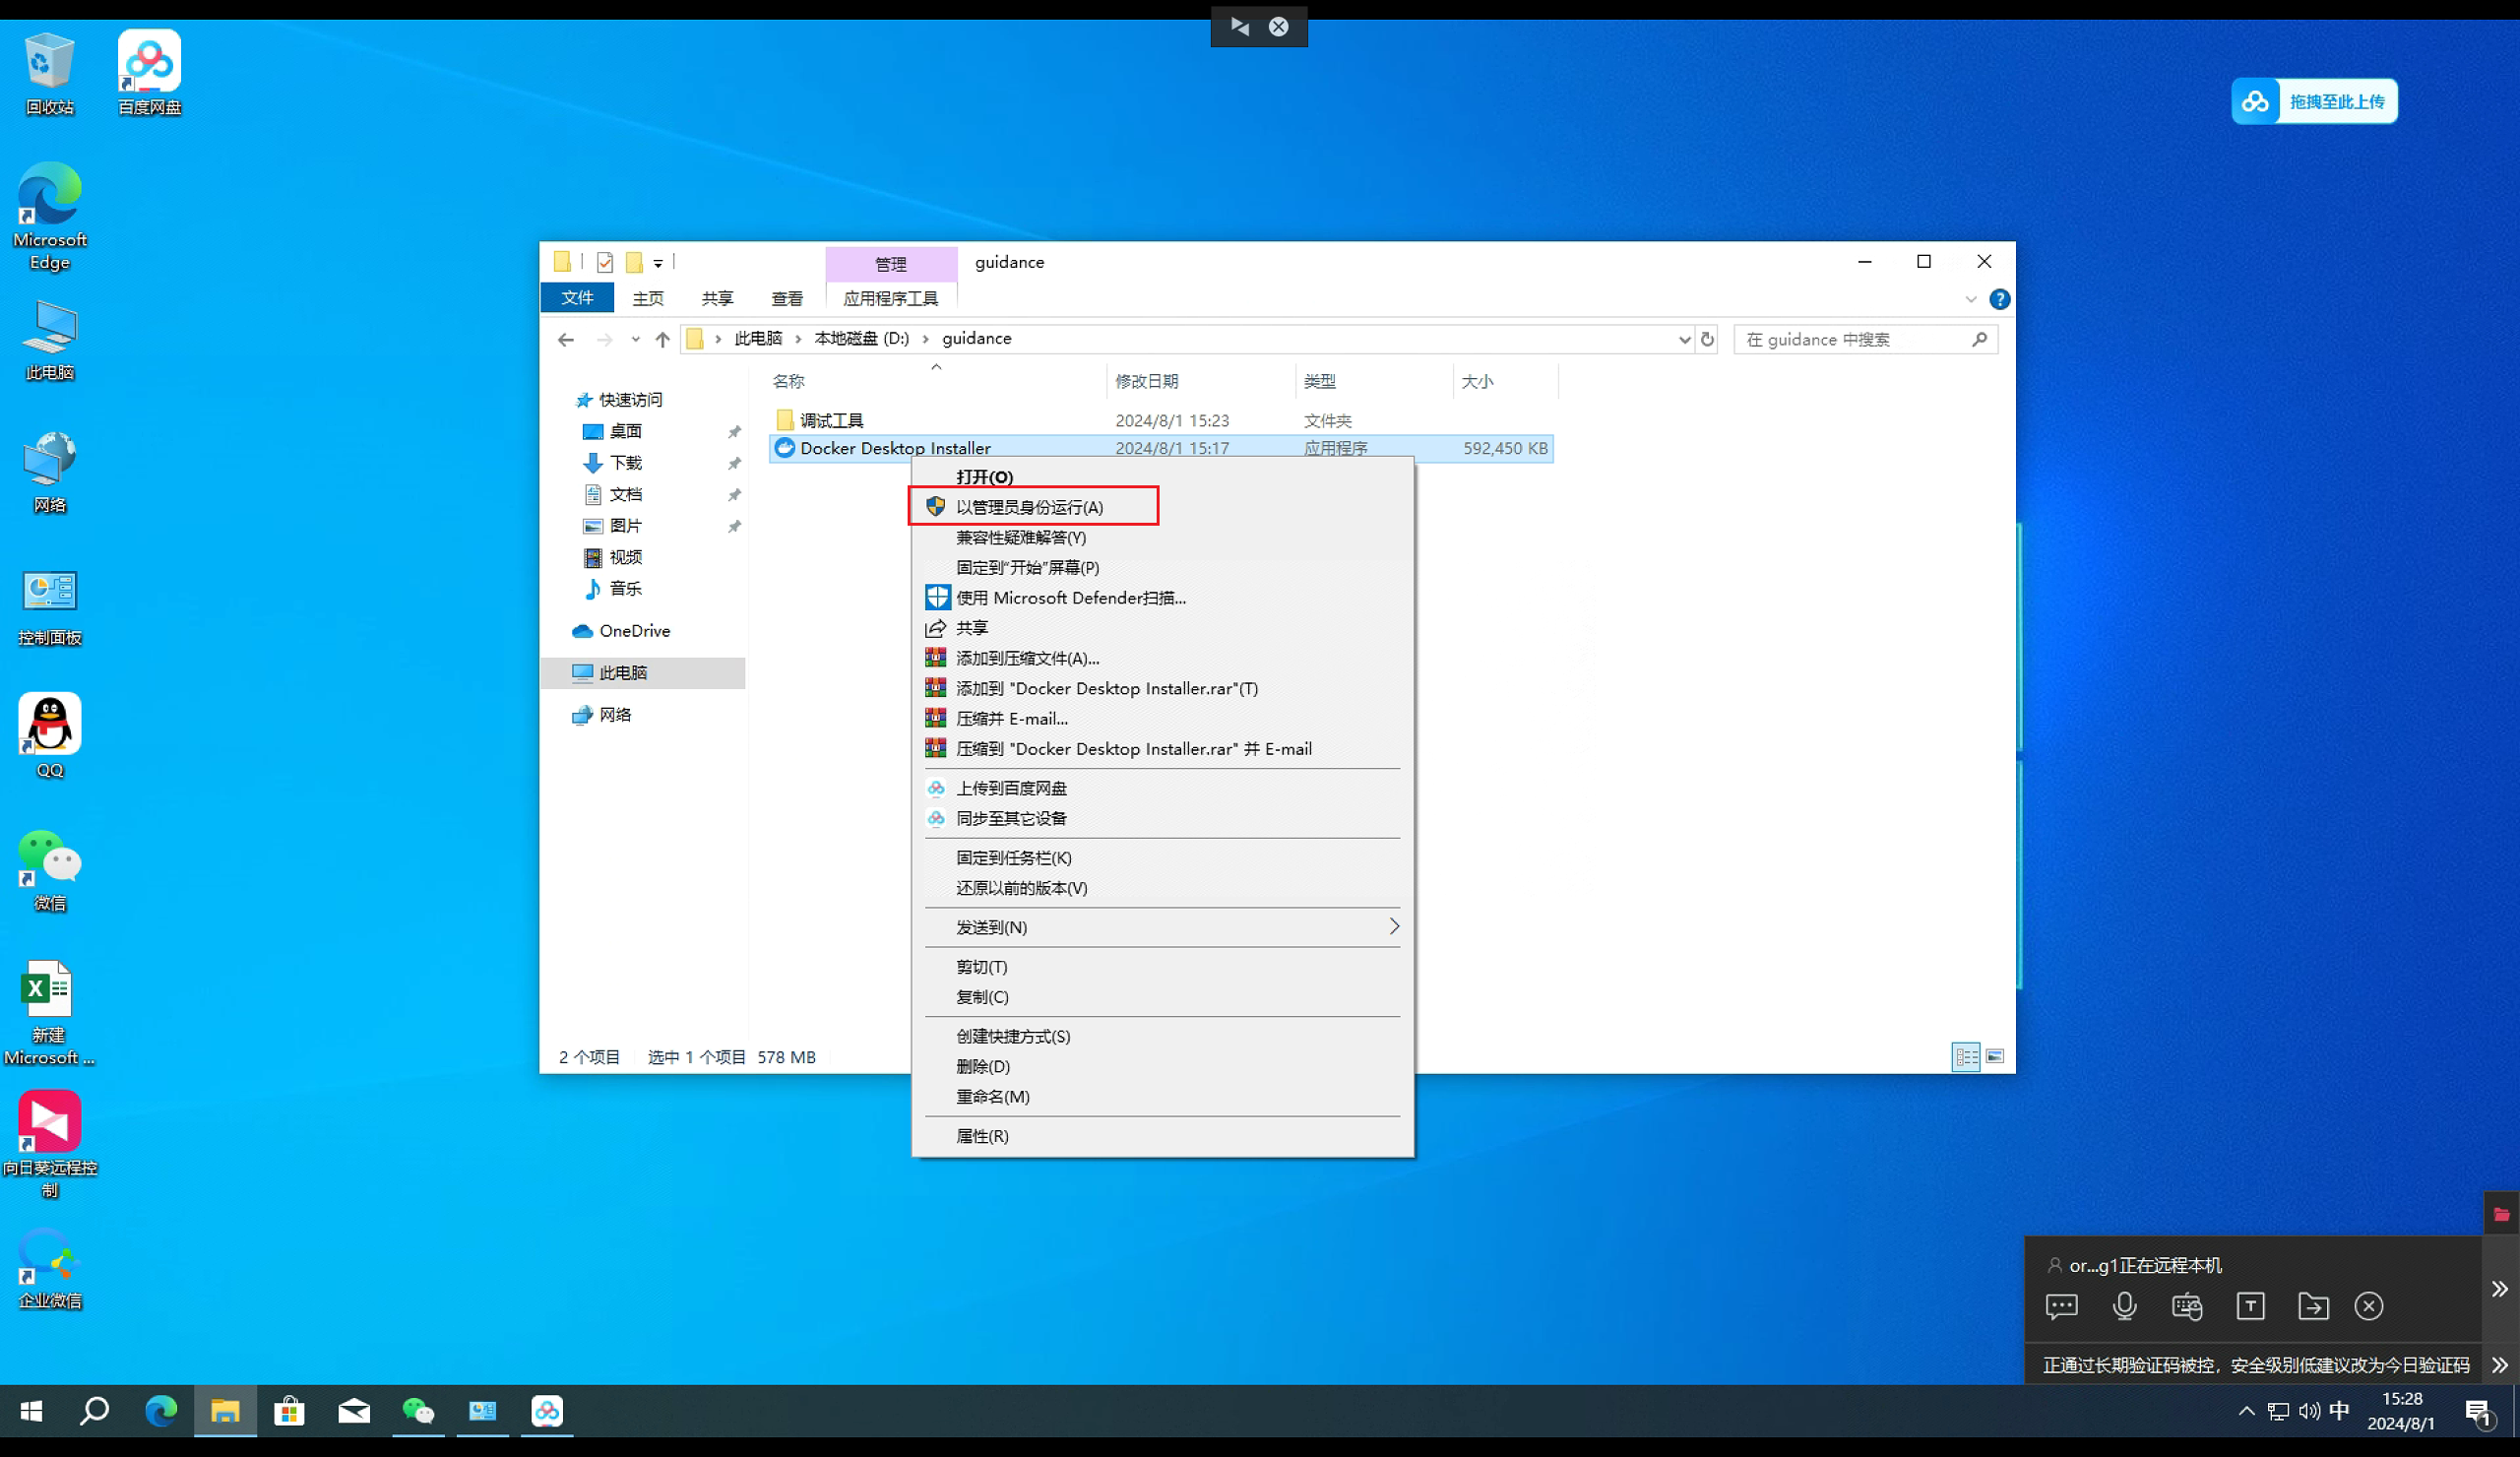 回收站
百度网盘
拖拽至此上传
Microsoft
Edge
此电脑
网络
控制面板
QQ
微信
新建
Microsoft ...
向日葵远程控
制
企业微信
管理
guidance
文件
主页
共享
查看
应用程序工具
此电脑
本地磁盘 (D:)
guidance
在 guidance 中搜索
名称
修改日期
类型
大小
快速访问
桌面
下载
文档
图片
视频
音乐
OneDrive
此电脑
网络
调试工具
2024/8/1 15:23
文件夹
Docker Desktop Installer
2024/8/1 15:17
应用程序
592,450 KB
打开(O)
以管理员身份运行(A)
兼容性疑难解答(Y)
固定到"开始"屏幕(P)
使用 Microsoft Defender扫描...
共享
添加到压缩文件(A)...
添加到 "Docker Desktop Installer.rar"(T)
压缩并 E-mail...
压缩到 "Docker Desktop Installer.rar" 并 E-mail
上传到百度网盘
同步至其它设备
固定到任务栏(K)
还原以前的版本(V)
发送到(N)
剪切(T)
复制(C)
创建快捷方式(S)
删除(D)
重命名(M)
属性(R)
2 个项目
选中 1 个项目 578 MB
or...g1正在远程本机
正通过长期验证码被控，安全级别低建议改为今日验证码
中
15:28
2024/8/1
1